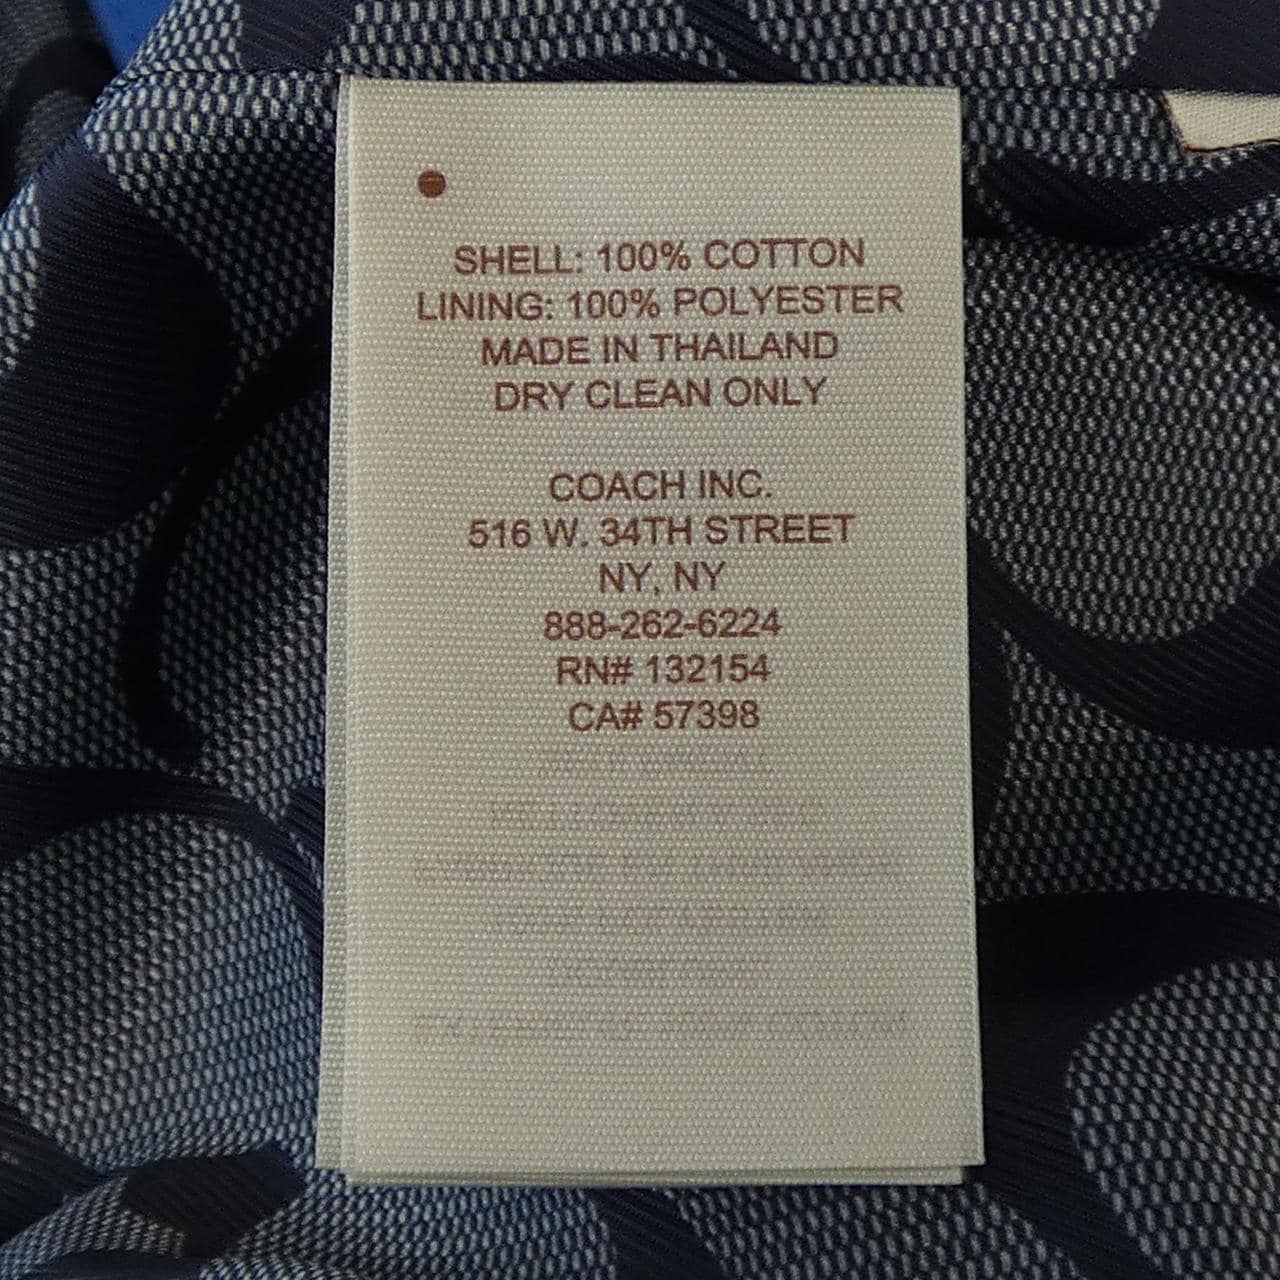 SHELL: 100% COTTON
LINING: 100% POLYESTER
MADE IN THAILAND
DRY CLEAN ONLY
COACH INC.
516 W. 34TH STREET
NY, NY
888-262-6224
RN# 132154
CA# 57398